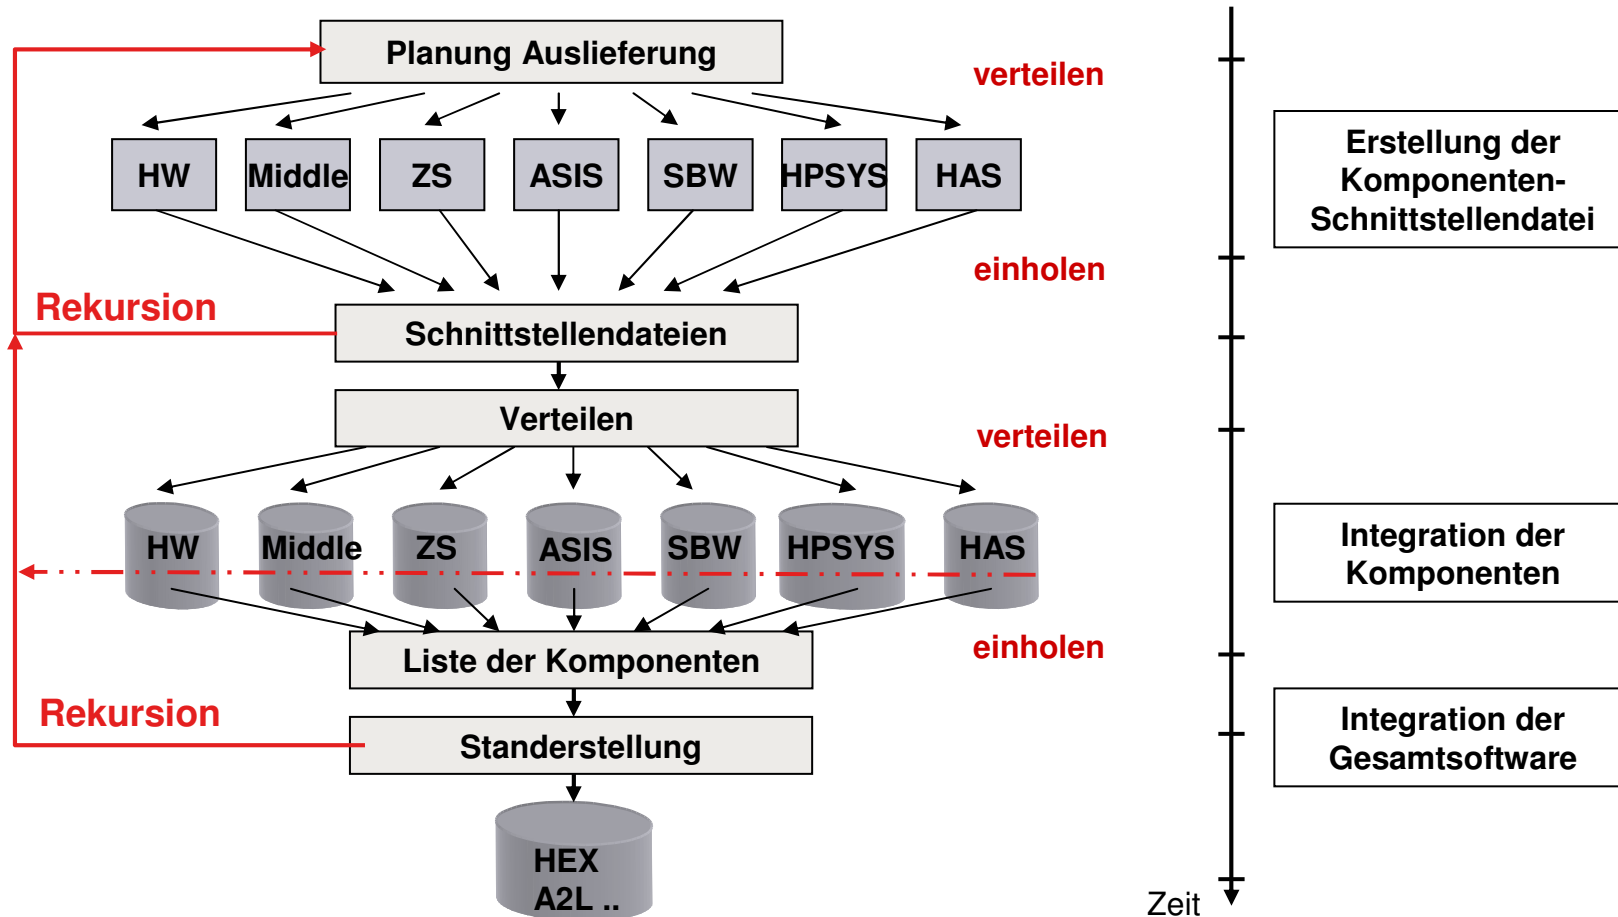 Planung Auslieferung
verteilen
HW
Middle
ZS
ASIS
SBW
HPSYS
HAS
Erstellung der
Komponenten-
Schnittstellendatei
einholen
Rekursion
Schnittstellendateien
Verteilen
verteilen
HW
Middle
ZS
ASIS
SBW
HPSYS
HAS
Integration der
Komponenten
einholen
Liste der Komponenten
Rekursion
Standerstellung
Integration der
Gesamtsoftware
HEX
A2L ..
Zeit